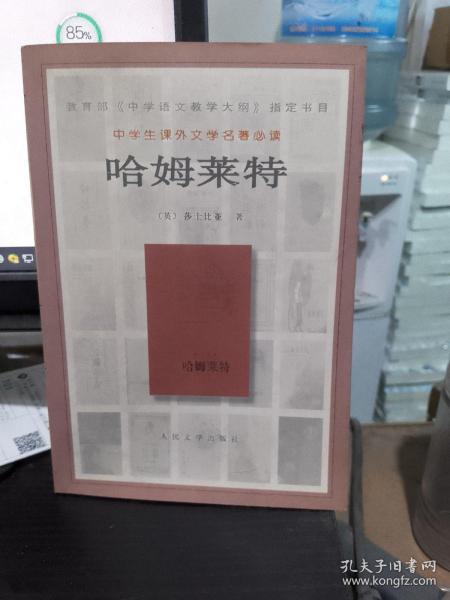 85%
教育部《中学语文教学大纲》指定书目
中学生课外文学名著必读
哈姆莱特
〔英〕莎士比亚 著
哈姆莱特
人民文学出版社
孔夫子旧书网
www.kongfz.com